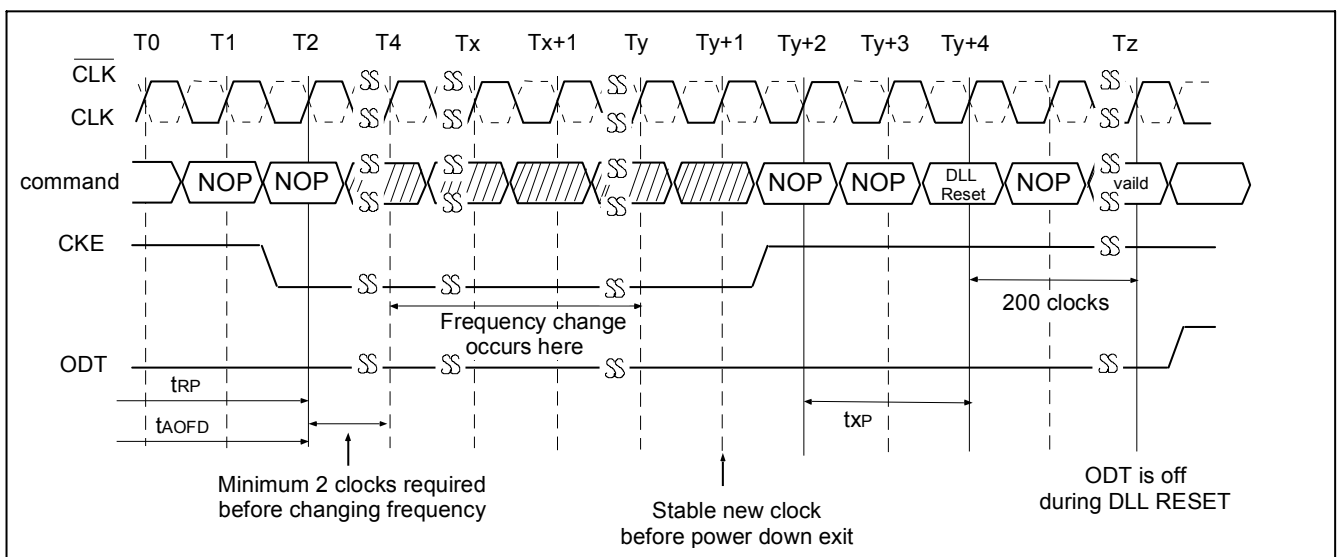 T0 T1 T2 T4 Tx Tx+1 Ty Ty+1 Ty+2 Ty+3 Ty+4 Tz
CLK
CLK
command NOP NOP NOP NOP DLL Reset NOP vaild
CKE
200 clocks
Frequency change
occurs here
ODT
tRP
tXP
tAOFD
Minimum 2 clocks required
before changing frequency
Stable new clock
before power down exit
ODT is off
during DLL RESET